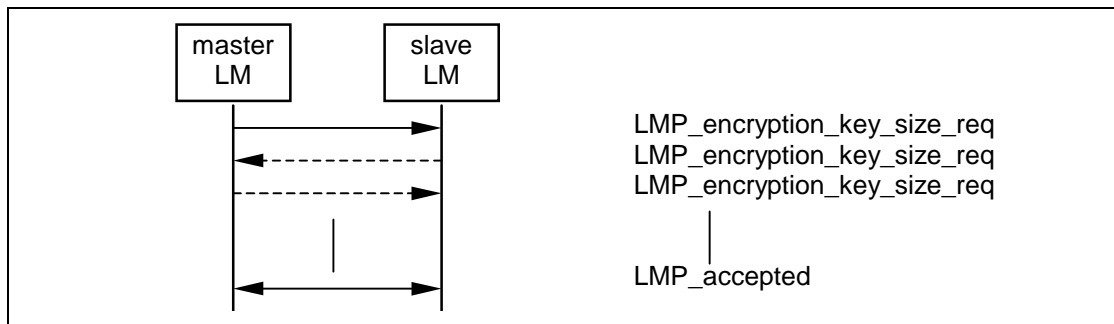 master
LM
slave
LM
LMP_encryption_key_size_req
LMP_encryption_key_size_req
LMP_encryption_key_size_req
LMP_accepted